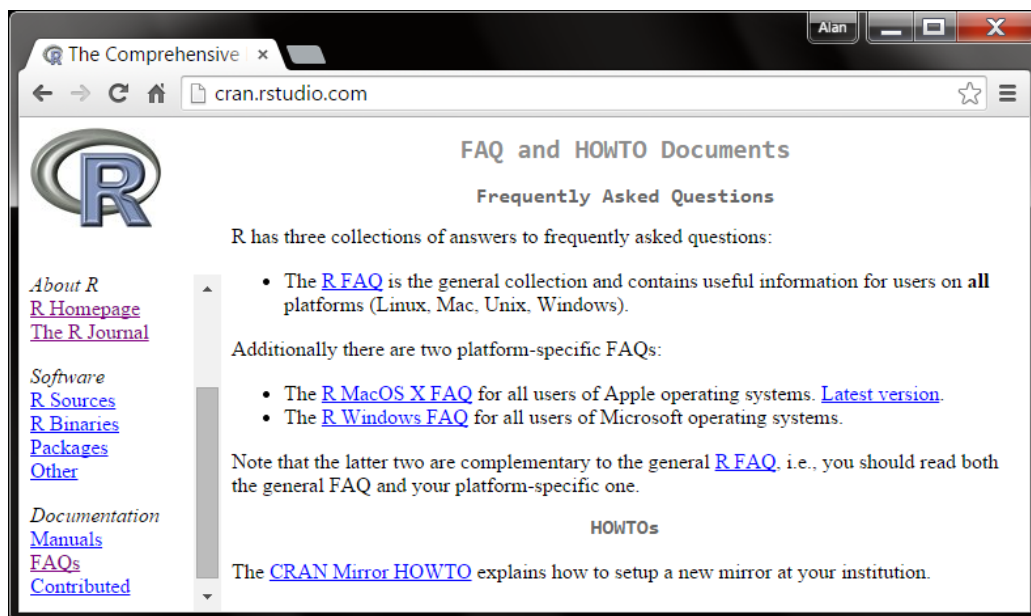 Alan
The Comprehensive
cran.rstudio.com
R
About R
R Homepage
The R Journal
Software
R Sources
R Binaries
Packages
Other
Documentation
Manuals
FAQs
Contributed
FAQ and HOWTO Documents
Frequently Asked Questions
R has three collections of answers to frequently asked questions:
• The R FAQ is the general collection and contains useful information for users on all
platforms (Linux, Mac, Unix, Windows).
Additionally there are two platform-specific FAQs:
• The R MacOS X FAQ for all users of Apple operating systems. Latest version.
• The R Windows FAQ for all users of Microsoft operating systems.
Note that the latter two are complementary to the general R FAQ, i.e., you should read both
the general FAQ and your platform-specific one.
HOWTOs
The CRAN Mirror HOWTO explains how to setup a new mirror at your institution.